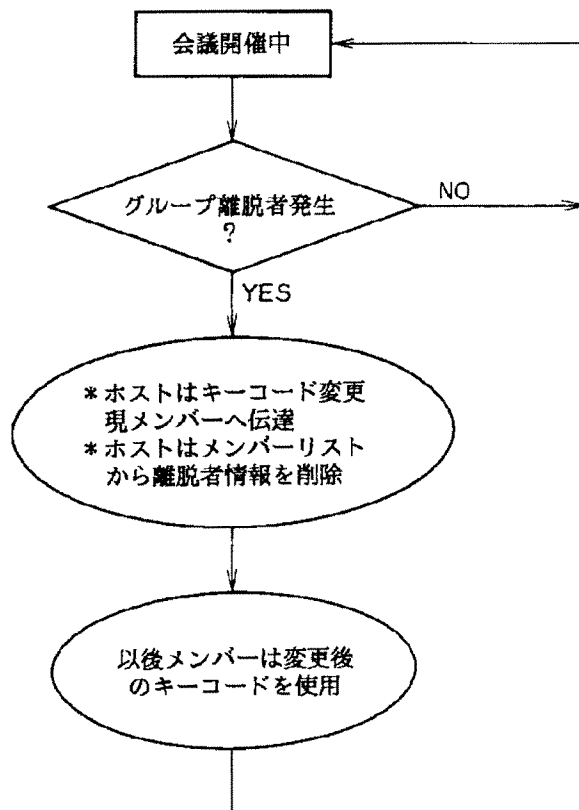 会議開催中
グループ離脱者発生
?
NO
YES
*ホストはキーコード変更
現メンバーへ伝達
*ホストはメンバーリスト
から離脱者情報を削除
以後メンバーは変更後
のキーコードを使用